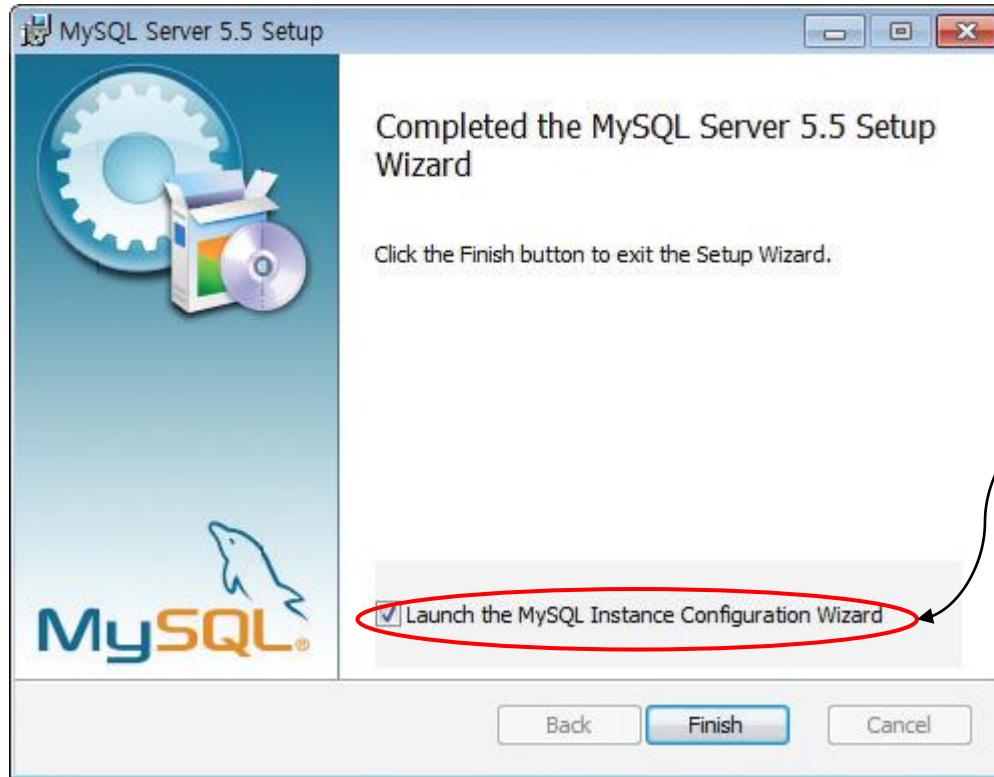 MySQL Server 5.5 Setup
Completed the MySQL Server 5.5 Setup
Wizard
Click the Finish button to exit the Setup Wizard.
Launch the MySQL Instance Configuration Wizard
MySQL®
Back
Finish
Cancel